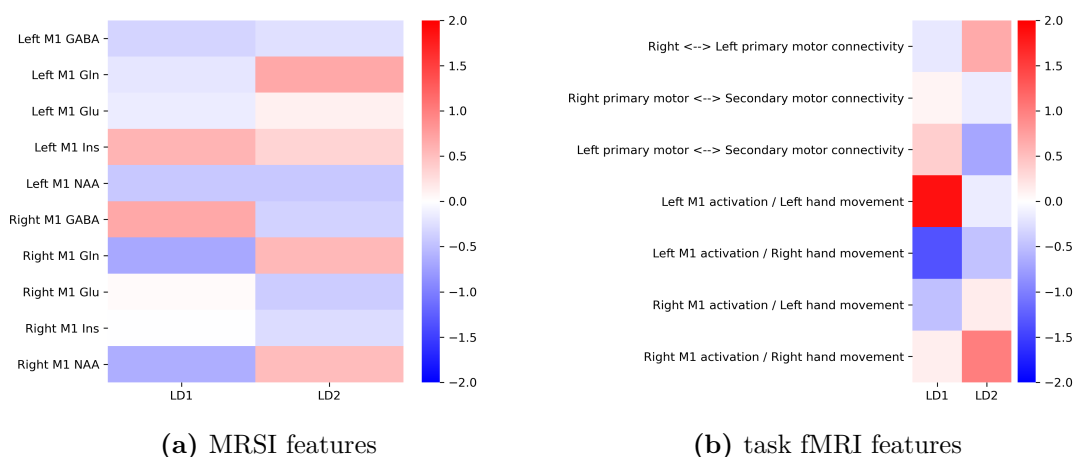 Left M1 GABA
Left M1 Gln
Left M1 Glu
Left M1 Ins
Left M1 NAA
Right M1 GABA
Right M1 Gln
Right M1 Glu
Right M1 Ins
Right M1 NAA
LD1 LD2
2.0
1.5
1.0
0.5
0.0
−0.5
−1.0
−1.5
−2.0
(a) MRSI features
Right <--> Left primary motor connectivity
Right primary motor <--> Secondary motor connectivity
Left primary motor <--> Secondary motor connectivity
Left M1 activation / Left hand movement
Left M1 activation / Right hand movement
Right M1 activation / Left hand movement
Right M1 activation / Right hand movement
LD1 LD2
2.0
1.5
1.0
0.5
0.0
−0.5
−1.0
−1.5
−2.0
(b) task fMRI features